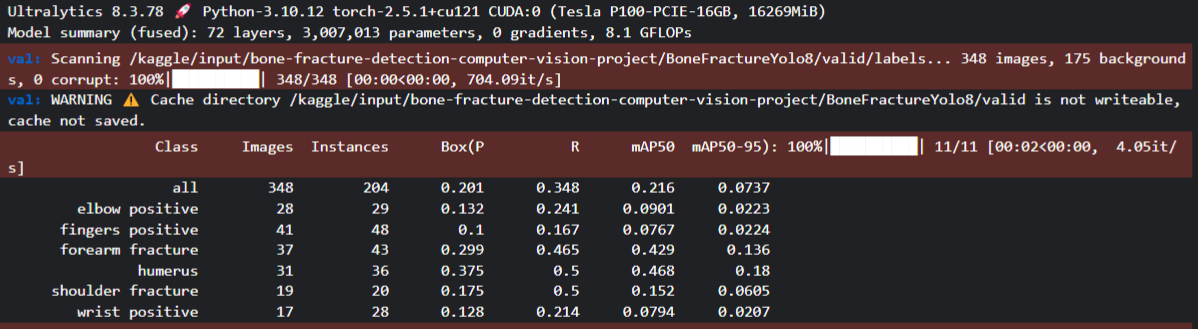 Ultralytics 8.3.78 🚀 Python-3.10.12 torch-2.5.1+cu121 CUDA:0 (Tesla P100-PCIE-16GB, 16269MiB)
Model summary (fused): 72 layers, 3,007,013 parameters, 0 gradients, 8.1 GFLOPs
val: Scanning /kaggle/input/bone-fracture-detection-computer-vision-project/BoneFractureYolo8/valid/labels... 348 images, 175 background
s, 0 corrupt: 100%|██████████| 348/348 [00:00<00:00, 704.09it/s]
val: WARNING ⚠️ Cache directory /kaggle/input/bone-fracture-detection-computer-vision-project/BoneFractureYolo8/valid is not writeable,
cache not saved.
Class Images Instances Box(P R mAP50 mAP50-95): 100%|██████████| 11/11 [00:02<00:00, 4.05it/
s]
all 348 204 0.201 0.348 0.216 0.0737
elbow positive 28 29 0.132 0.241 0.0901 0.0223
fingers positive 41 48 0.1 0.167 0.0767 0.0224
forearm fracture 37 43 0.299 0.465 0.429 0.136
humerus 31 36 0.375 0.5 0.468 0.18
shoulder fracture 19 20 0.175 0.5 0.152 0.0605
wrist positive 17 28 0.128 0.214 0.0794 0.0207